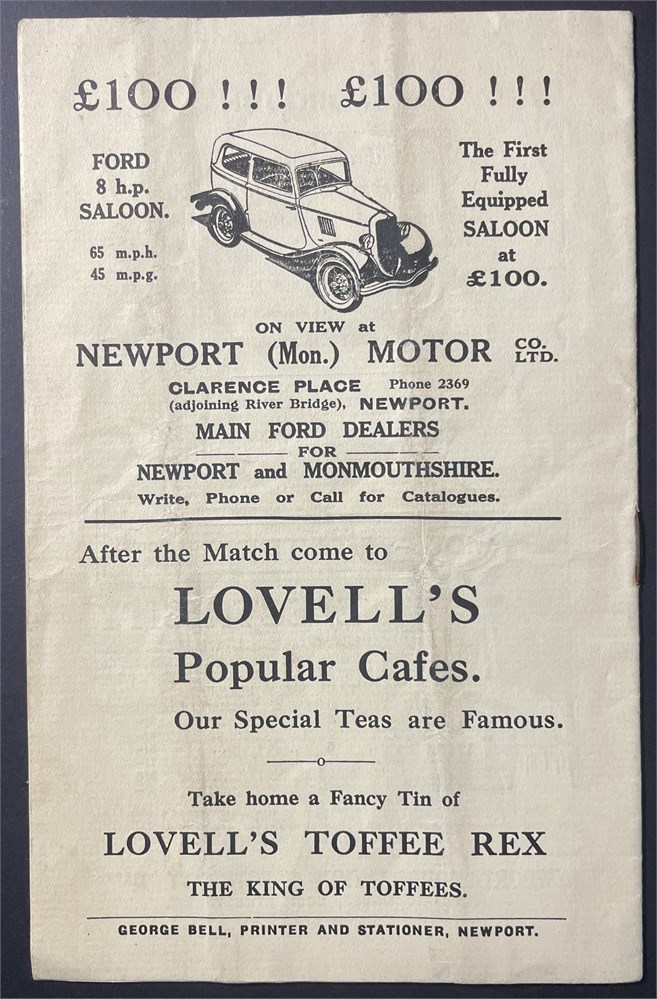 £100 !!! £100 !!!
FORD
8 h.p.
SALOON.
65 m.p.h.
45 m.p.g.
The First
Fully
Equipped
SALOON
at
£100.
ON VIEW at
NEWPORT (Mon.) MOTOR CO. LTD.
CLARENCE PLACE Phone 2369
(adjoining River Bridge), NEWPORT.
MAIN FORD DEALERS
FOR
NEWPORT and MONMOUTHSHIRE.
Write, Phone or Call for Catalogues.
After the Match come to
LOVELL'S
Popular Cafes.
Our Special Teas are Famous.
Take home a Fancy Tin of
LOVELL'S TOFFEE REX
THE KING OF TOFFEES.
GEORGE BELL, PRINTER AND STATIONER, NEWPORT.